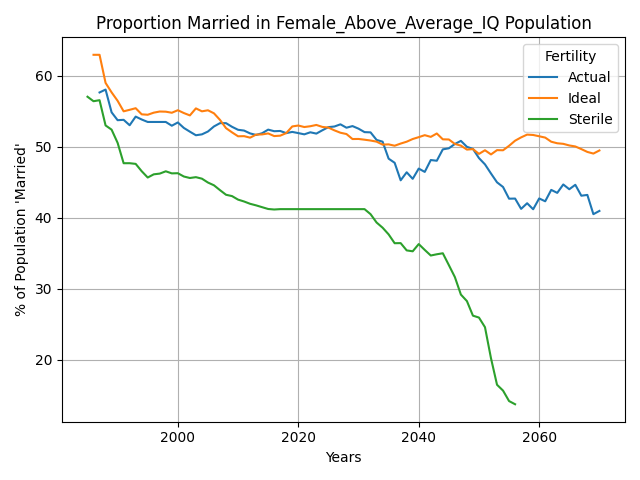 Proportion Married in Female_Above_Average_IQ Population
% of Population 'Married'
60
50
40
30
20
Fertility
Actual
Ideal
Sterile
2000 2020 2040 2060
Years